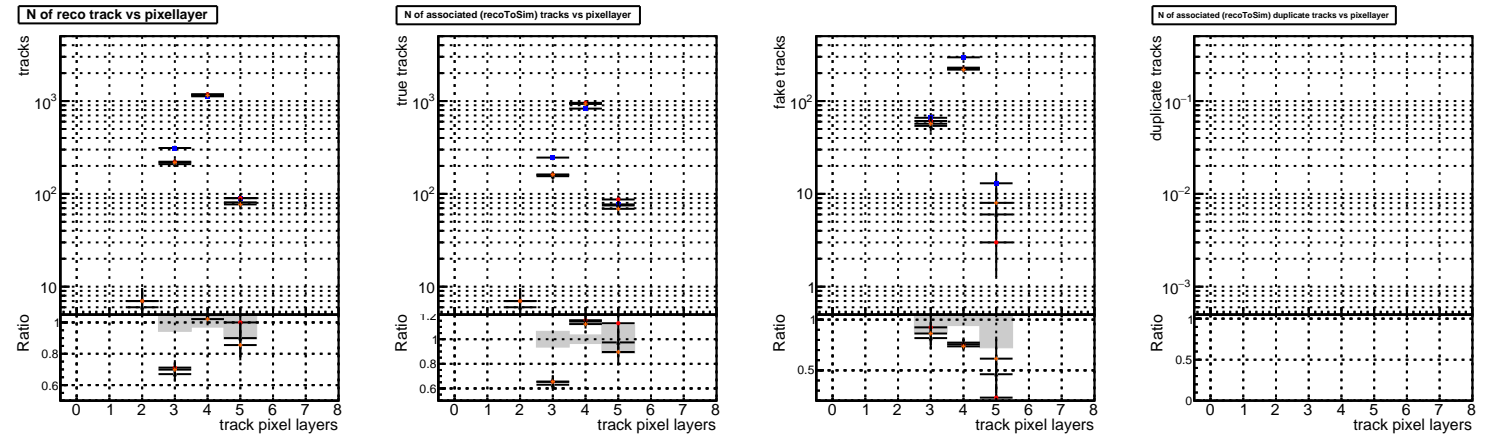 N of reco track vs pixellayer
tracks
10³
10²
10
Ratio
1
0.8
0.6
0 1 2 3 4 5 6 7 8
track pixel layers
N of associated (recoToSim) tracks vs pixellayer
true tracks
10³
10²
10
Ratio
1.2
1
0.8
0.6
0 1 2 3 4 5 6 7 8
track pixel layers
fake tracks
10²
10
1
Ratio
1
0.5
0 1 2 3 4 5 6 7 8
track pixel layers
N of associated (recoToSim) duplicate tracks vs pixellayer
duplicate tracks
10⁻¹
10⁻²
10⁻³
Ratio
1
0.5
0
0 1 2 3 4 5 6 7 8
track pixel layers